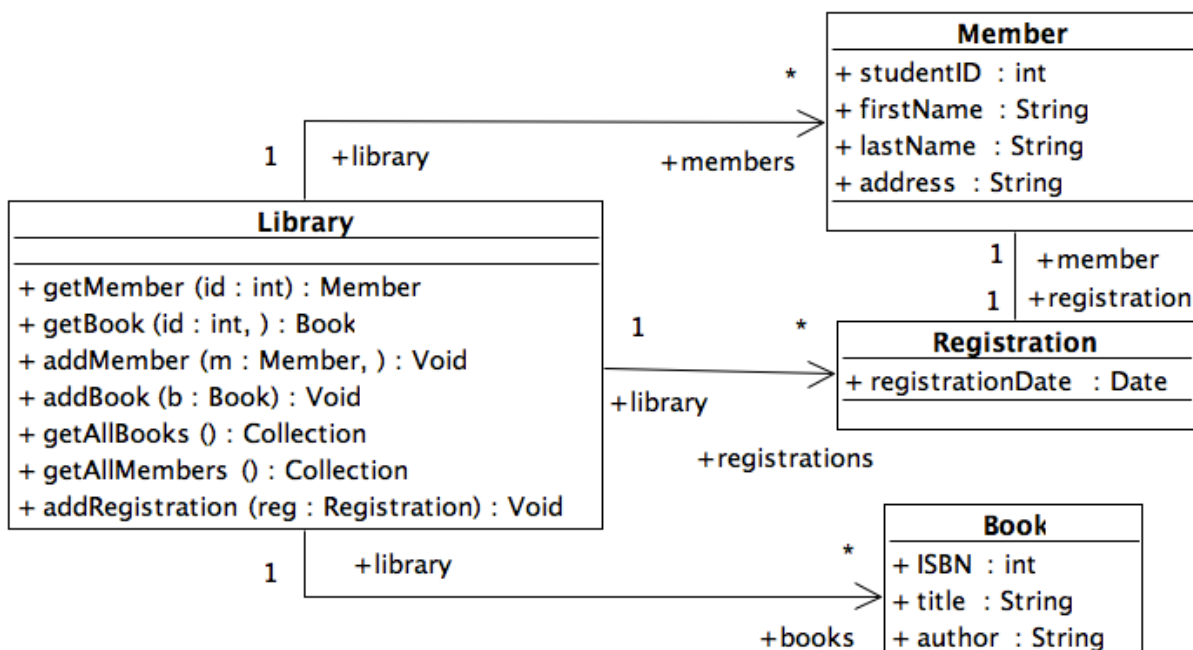 Member
+ studentID : int
+ firstName : String
+ lastName : String
+ address : String
*
1
+library
+members
Library
+ getMember (id : int) : Member
+ getBook (id : int, ) : Book
+ addMember (m : Member, ) : Void
+ addBook (b : Book) : Void
+ getAllBooks () : Collection
+ getAllMembers () : Collection
+ addRegistration (reg : Registration) : Void
1
+member
1
+registration
Registration
+ registrationDate : Date
1
*
+library
+registrations
1
+library
*
+books
Book
+ ISBN : int
+ title : String
+ author : String